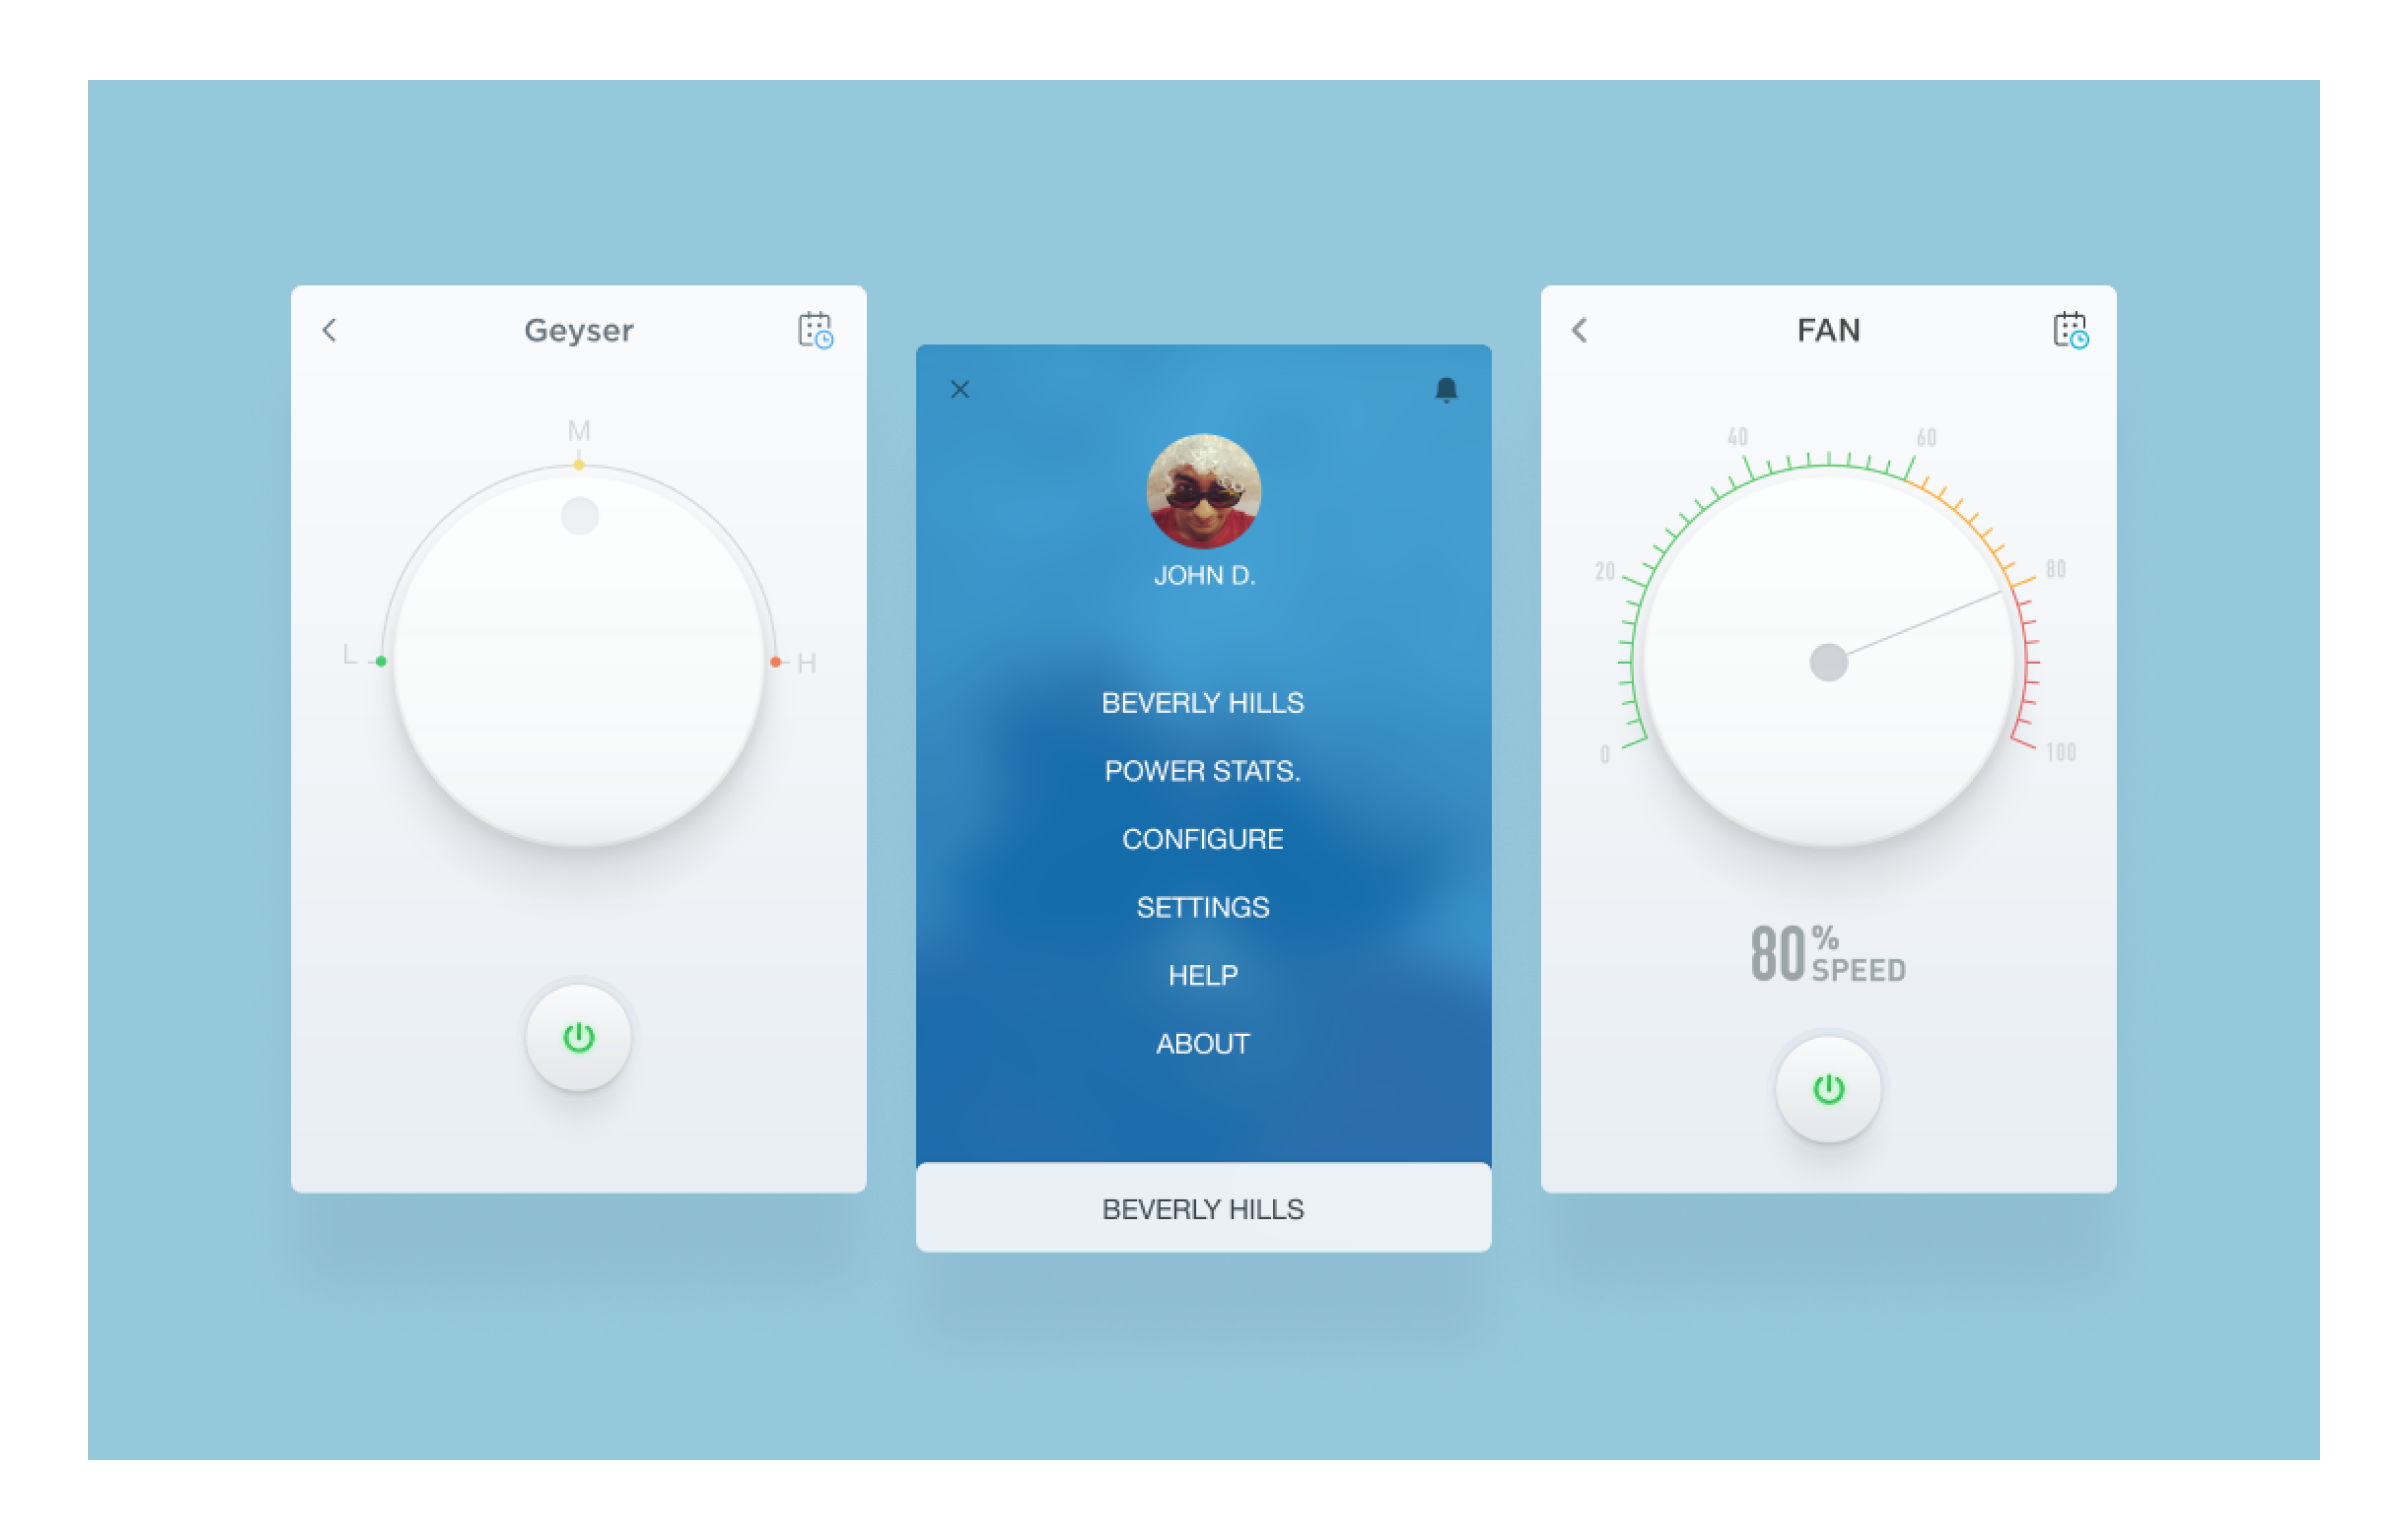 Geyser
M
L
H
JOHN D.
BEVERLY HILLS
POWER STATS.
CONFIGURE
SETTINGS
HELP
ABOUT
BEVERLY HILLS
FAN
40
60
20
80
0
100
80%
SPEED